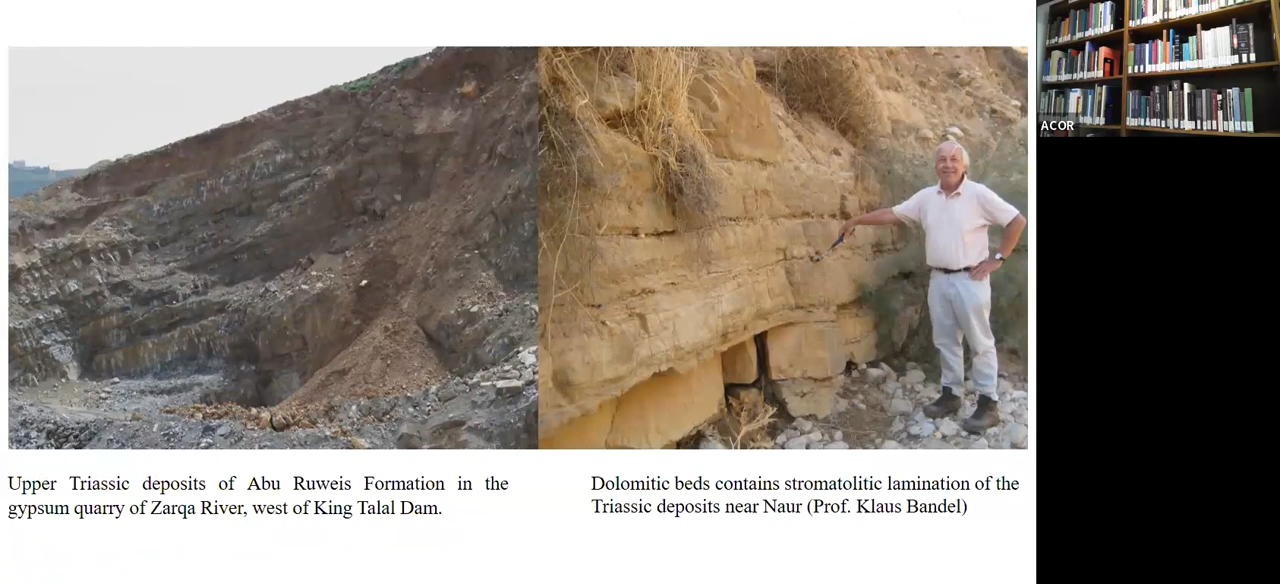 ACOR
Upper Triassic deposits of Abu Ruweis Formation in the
gypsum quarry of Zarqa River, west of King Talal Dam.
Dolomitic beds contains stromatolitic lamination of the
Triassic deposits near Naur (Prof. Klaus Bandel)